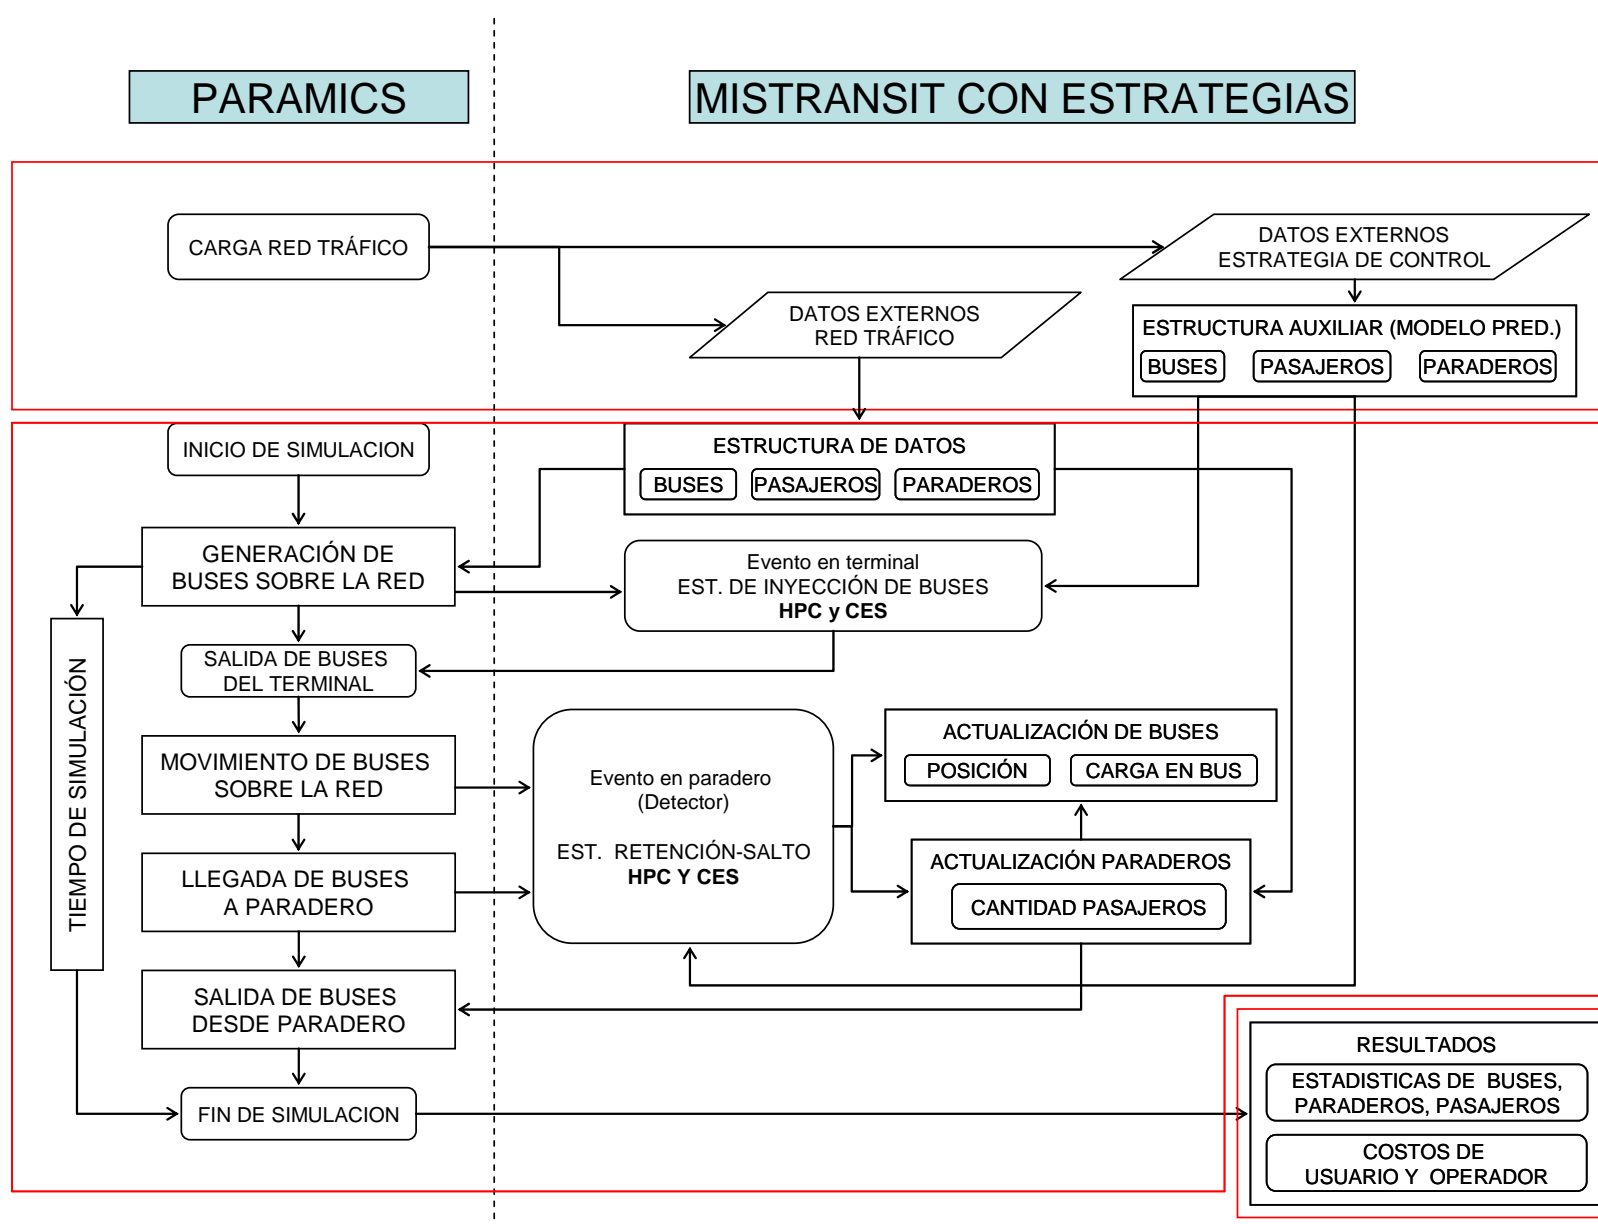 PARAMICS
MISTRANSIT CON ESTRATEGIAS
CARGA RED TRÁFICO
DATOS EXTERNOS
ESTRATEGIA DE CONTROL
DATOS EXTERNOS
RED TRÁFICO
ESTRUCTURA AUXILIAR (MODELO PRED.)
BUSES
PASAJEROS
PARADEROS
INICIO DE SIMULACION
ESTRUCTURA DE DATOS
BUSES
PASAJEROS
PARADEROS
GENERACIÓN DE
BUSES SOBRE LA RED
Evento en terminal
EST. DE INYECCIÓN DE BUSES
HPC y CES
SALIDA DE BUSES
DEL TERMINAL
TIEMPO DE SIMULACIÓN
MOVIMIENTO DE BUSES
SOBRE LA RED
Evento en paradero
(Detector)
EST.  RETENCIÓN-SALTO
HPC Y CES
ACTUALIZACIÓN DE BUSES
POSICIÓN
CARGA EN BUS
LLEGADA DE BUSES
A PARADERO
ACTUALIZACIÓN PARADEROS
CANTIDAD PASAJEROS
SALIDA DE BUSES
DESDE PARADERO
FIN DE SIMULACION
RESULTADOS
ESTADISTICAS DE  BUSES,
PARADEROS, PASAJEROS
COSTOS DE
USUARIO Y  OPERADOR